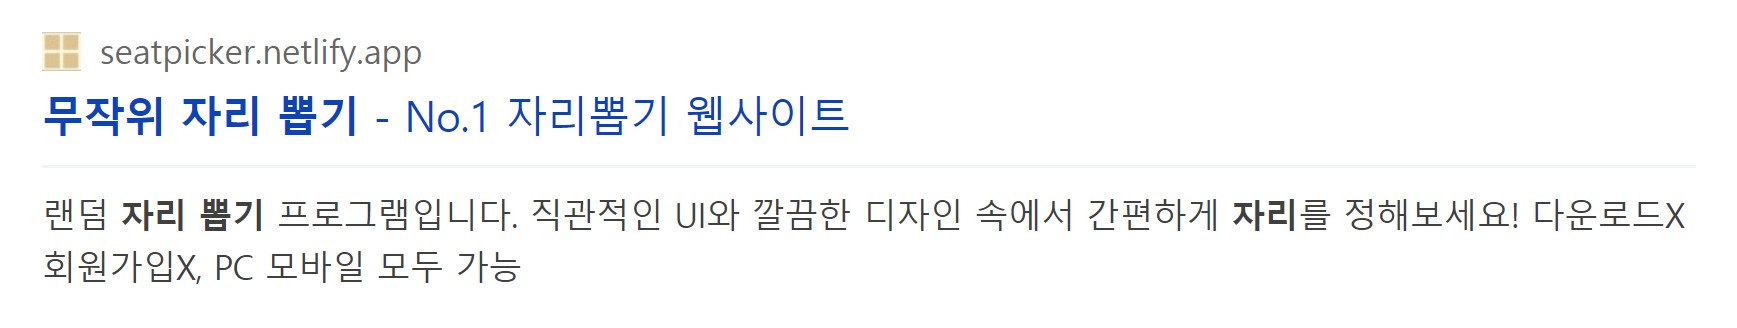 seatpicker.netlify.app
무작위 자리 뽑기 - No.1 자리뽑기 웹사이트
랜덤 자리 뽑기 프로그램입니다. 직관적인 UI와 깔끔한 디자인 속에서 간편하게 자리를 정해보세요! 다운로드X
회원가입X, PC 모바일 모두 가능